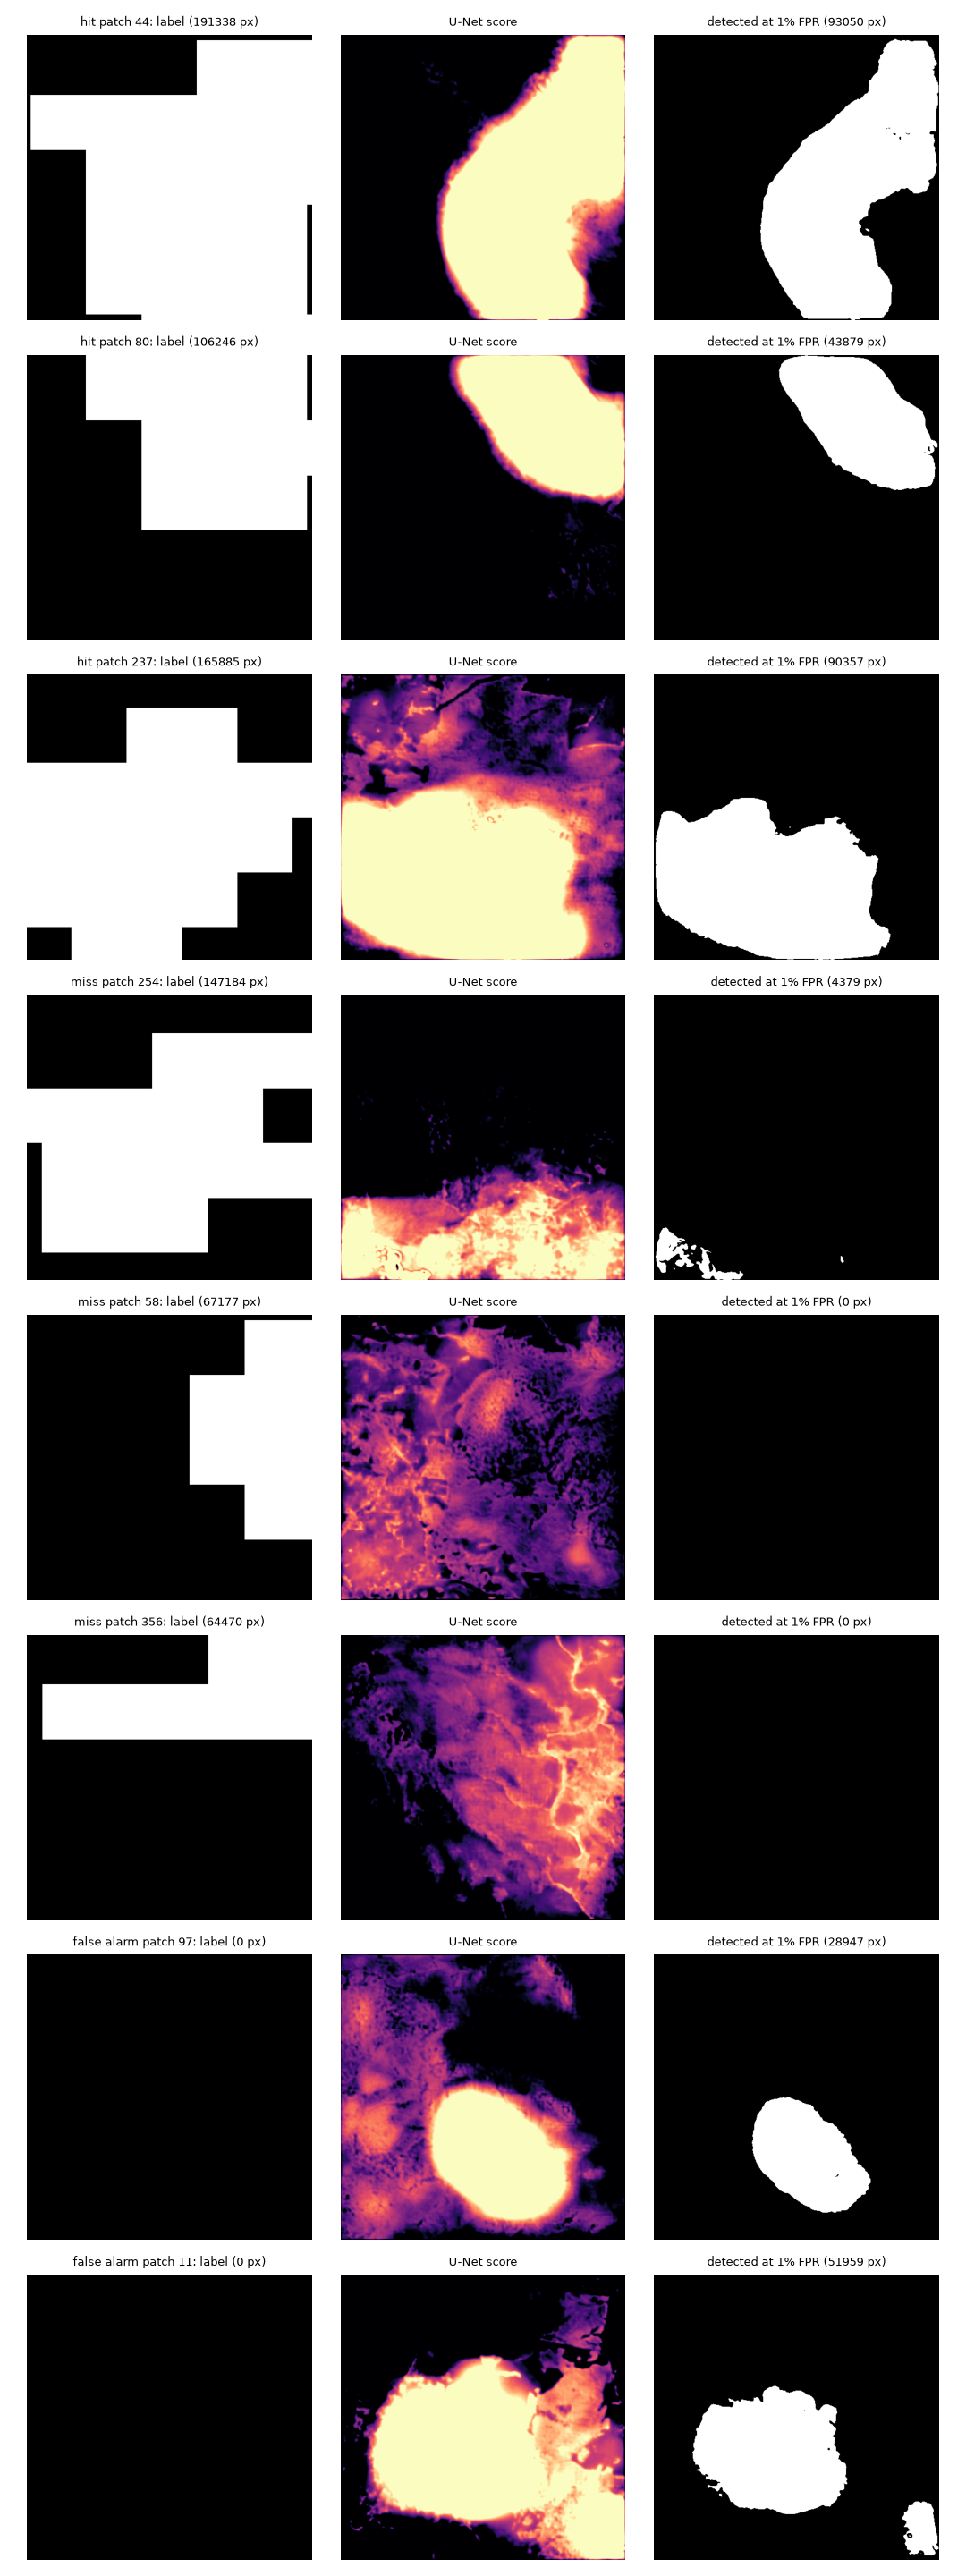 hit patch 44: label (191338 px)
U-Net score
detected at 1% FPR (93050 px)
hit patch 80: label (106246 px)
U-Net score
detected at 1% FPR (43879 px)
hit patch 237: label (165885 px)
U-Net score
detected at 1% FPR (90357 px)
miss patch 254: label (147184 px)
U-Net score
detected at 1% FPR (4379 px)
miss patch 58: label (67177 px)
U-Net score
detected at 1% FPR (0 px)
miss patch 356: label (64470 px)
U-Net score
detected at 1% FPR (0 px)
false alarm patch 97: label (0 px)
U-Net score
detected at 1% FPR (28947 px)
false alarm patch 11: label (0 px)
U-Net score
detected at 1% FPR (51959 px)